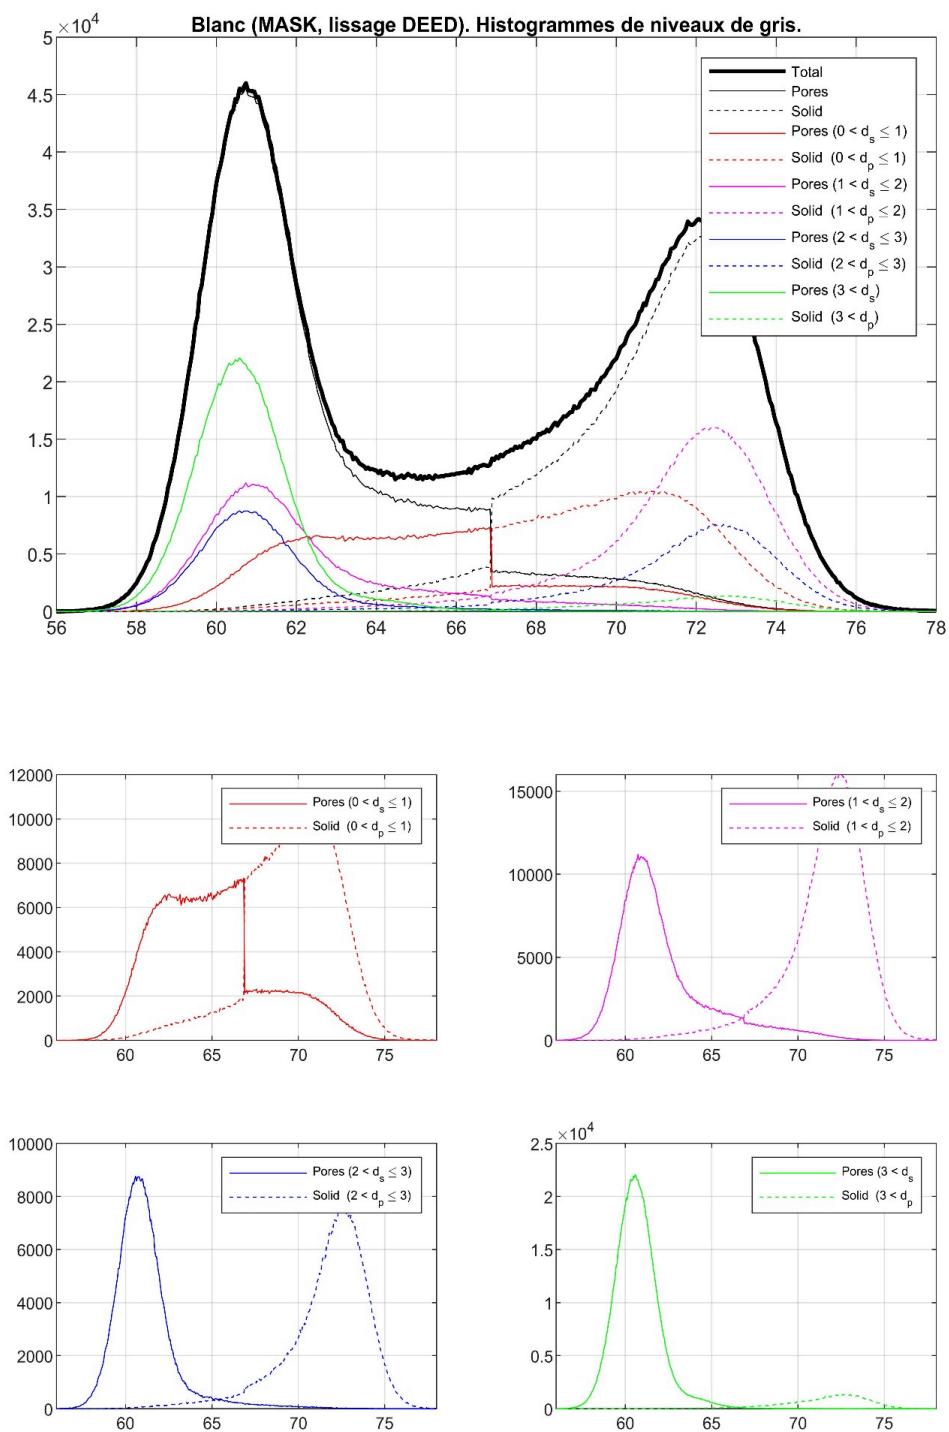 Blanc (MASK, lissage DEED). Histogrammes de niveaux de gris.
×10⁴
5
4.5
4
3.5
3
2.5
2
1.5
1
0.5
0
56 58 60 62 64 66 68 70 72 74 76 78
Total
Pores
Solid
Pores (0 < d_s ≤ 1)
Solid (0 < d_p ≤ 1)
Pores (1 < d_s ≤ 2)
Solid (1 < d_p ≤ 2)
Pores (2 < d_s ≤ 3)
Solid (2 < d_p ≤ 3)
Pores (3 < d_s)
Solid (3 < d_p)
12000
10000
8000
6000
4000
2000
0
60 65 70 75
Pores (0 < d_s ≤ 1)
Solid (0 < d_p ≤ 1)
15000
10000
5000
0
60 65 70 75
Pores (1 < d_s ≤ 2)
Solid (1 < d_p ≤ 2)
10000
8000
6000
4000
2000
0
60 65 70 75
Pores (2 < d_s ≤ 3)
Solid (2 < d_p ≤ 3)
×10⁴
2.5
2
1.5
1
0.5
0
60 65 70 75
Pores (3 < d_s
Solid (3 < d_p